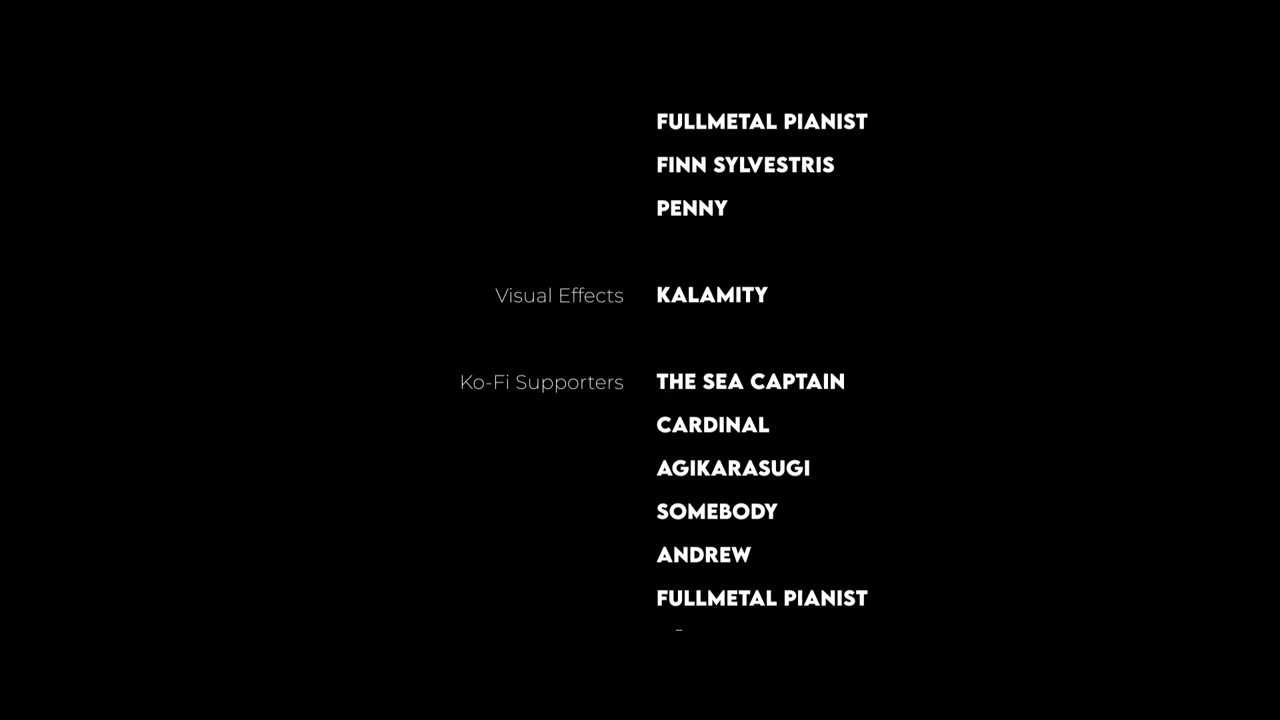 FULLMETAL PIANIST
FINN SYLVESTRIS
PENNY
Visual Effects KALAMITY
Ko-Fi Supporters THE SEA CAPTAIN
CARDINAL
AGIKARASUGI
SOMEBODY
ANDREW
FULLMETAL PIANIST